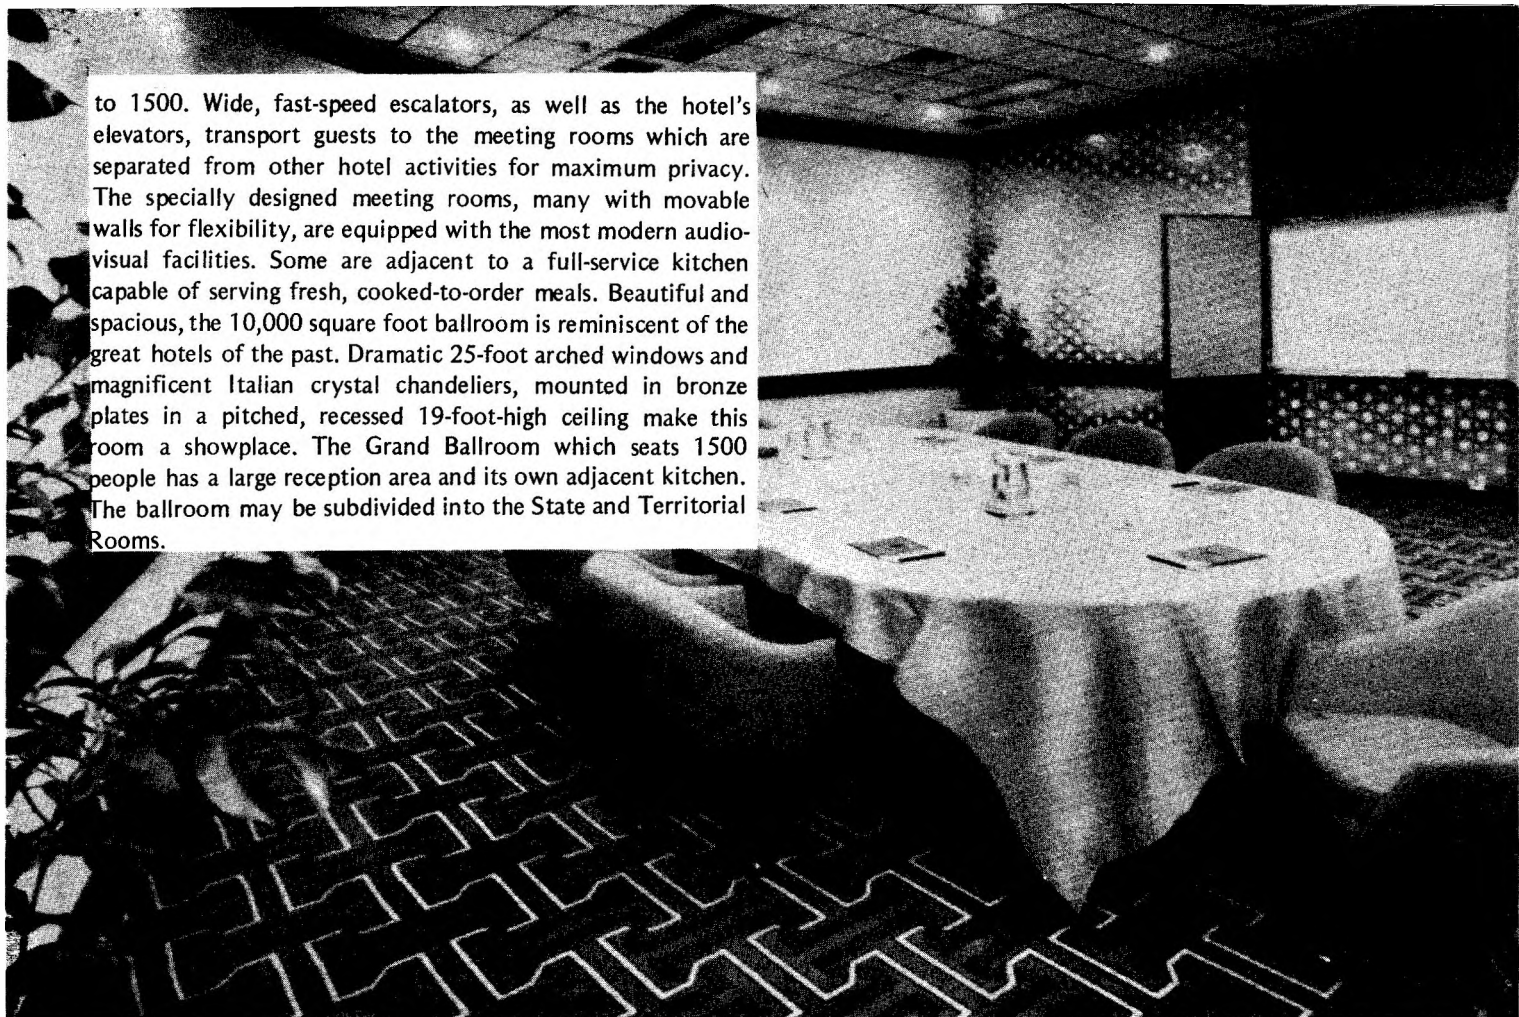 to 1500. Wide, fast-speed escalators, as well as the hotel's
elevators, transport guests to the meeting rooms which are
separated from other hotel activities for maximum privacy.
The specially designed meeting rooms, many with movable
walls for flexibility, are equipped with the most modern audio-
visual facilities. Some are adjacent to a full-service kitchen
capable of serving fresh, cooked-to-order meals. Beautiful and
spacious, the 10,000 square foot ballroom is reminiscent of the
great hotels of the past. Dramatic 25-foot arched windows and
magnificent Italian crystal chandeliers, mounted in bronze
plates in a pitched, recessed 19-foot-high ceiling make this
room a showplace. The Grand Ballroom which seats 1500
people has a large reception area and its own adjacent kitchen.
The ballroom may be subdivided into the State and Territorial
Rooms.